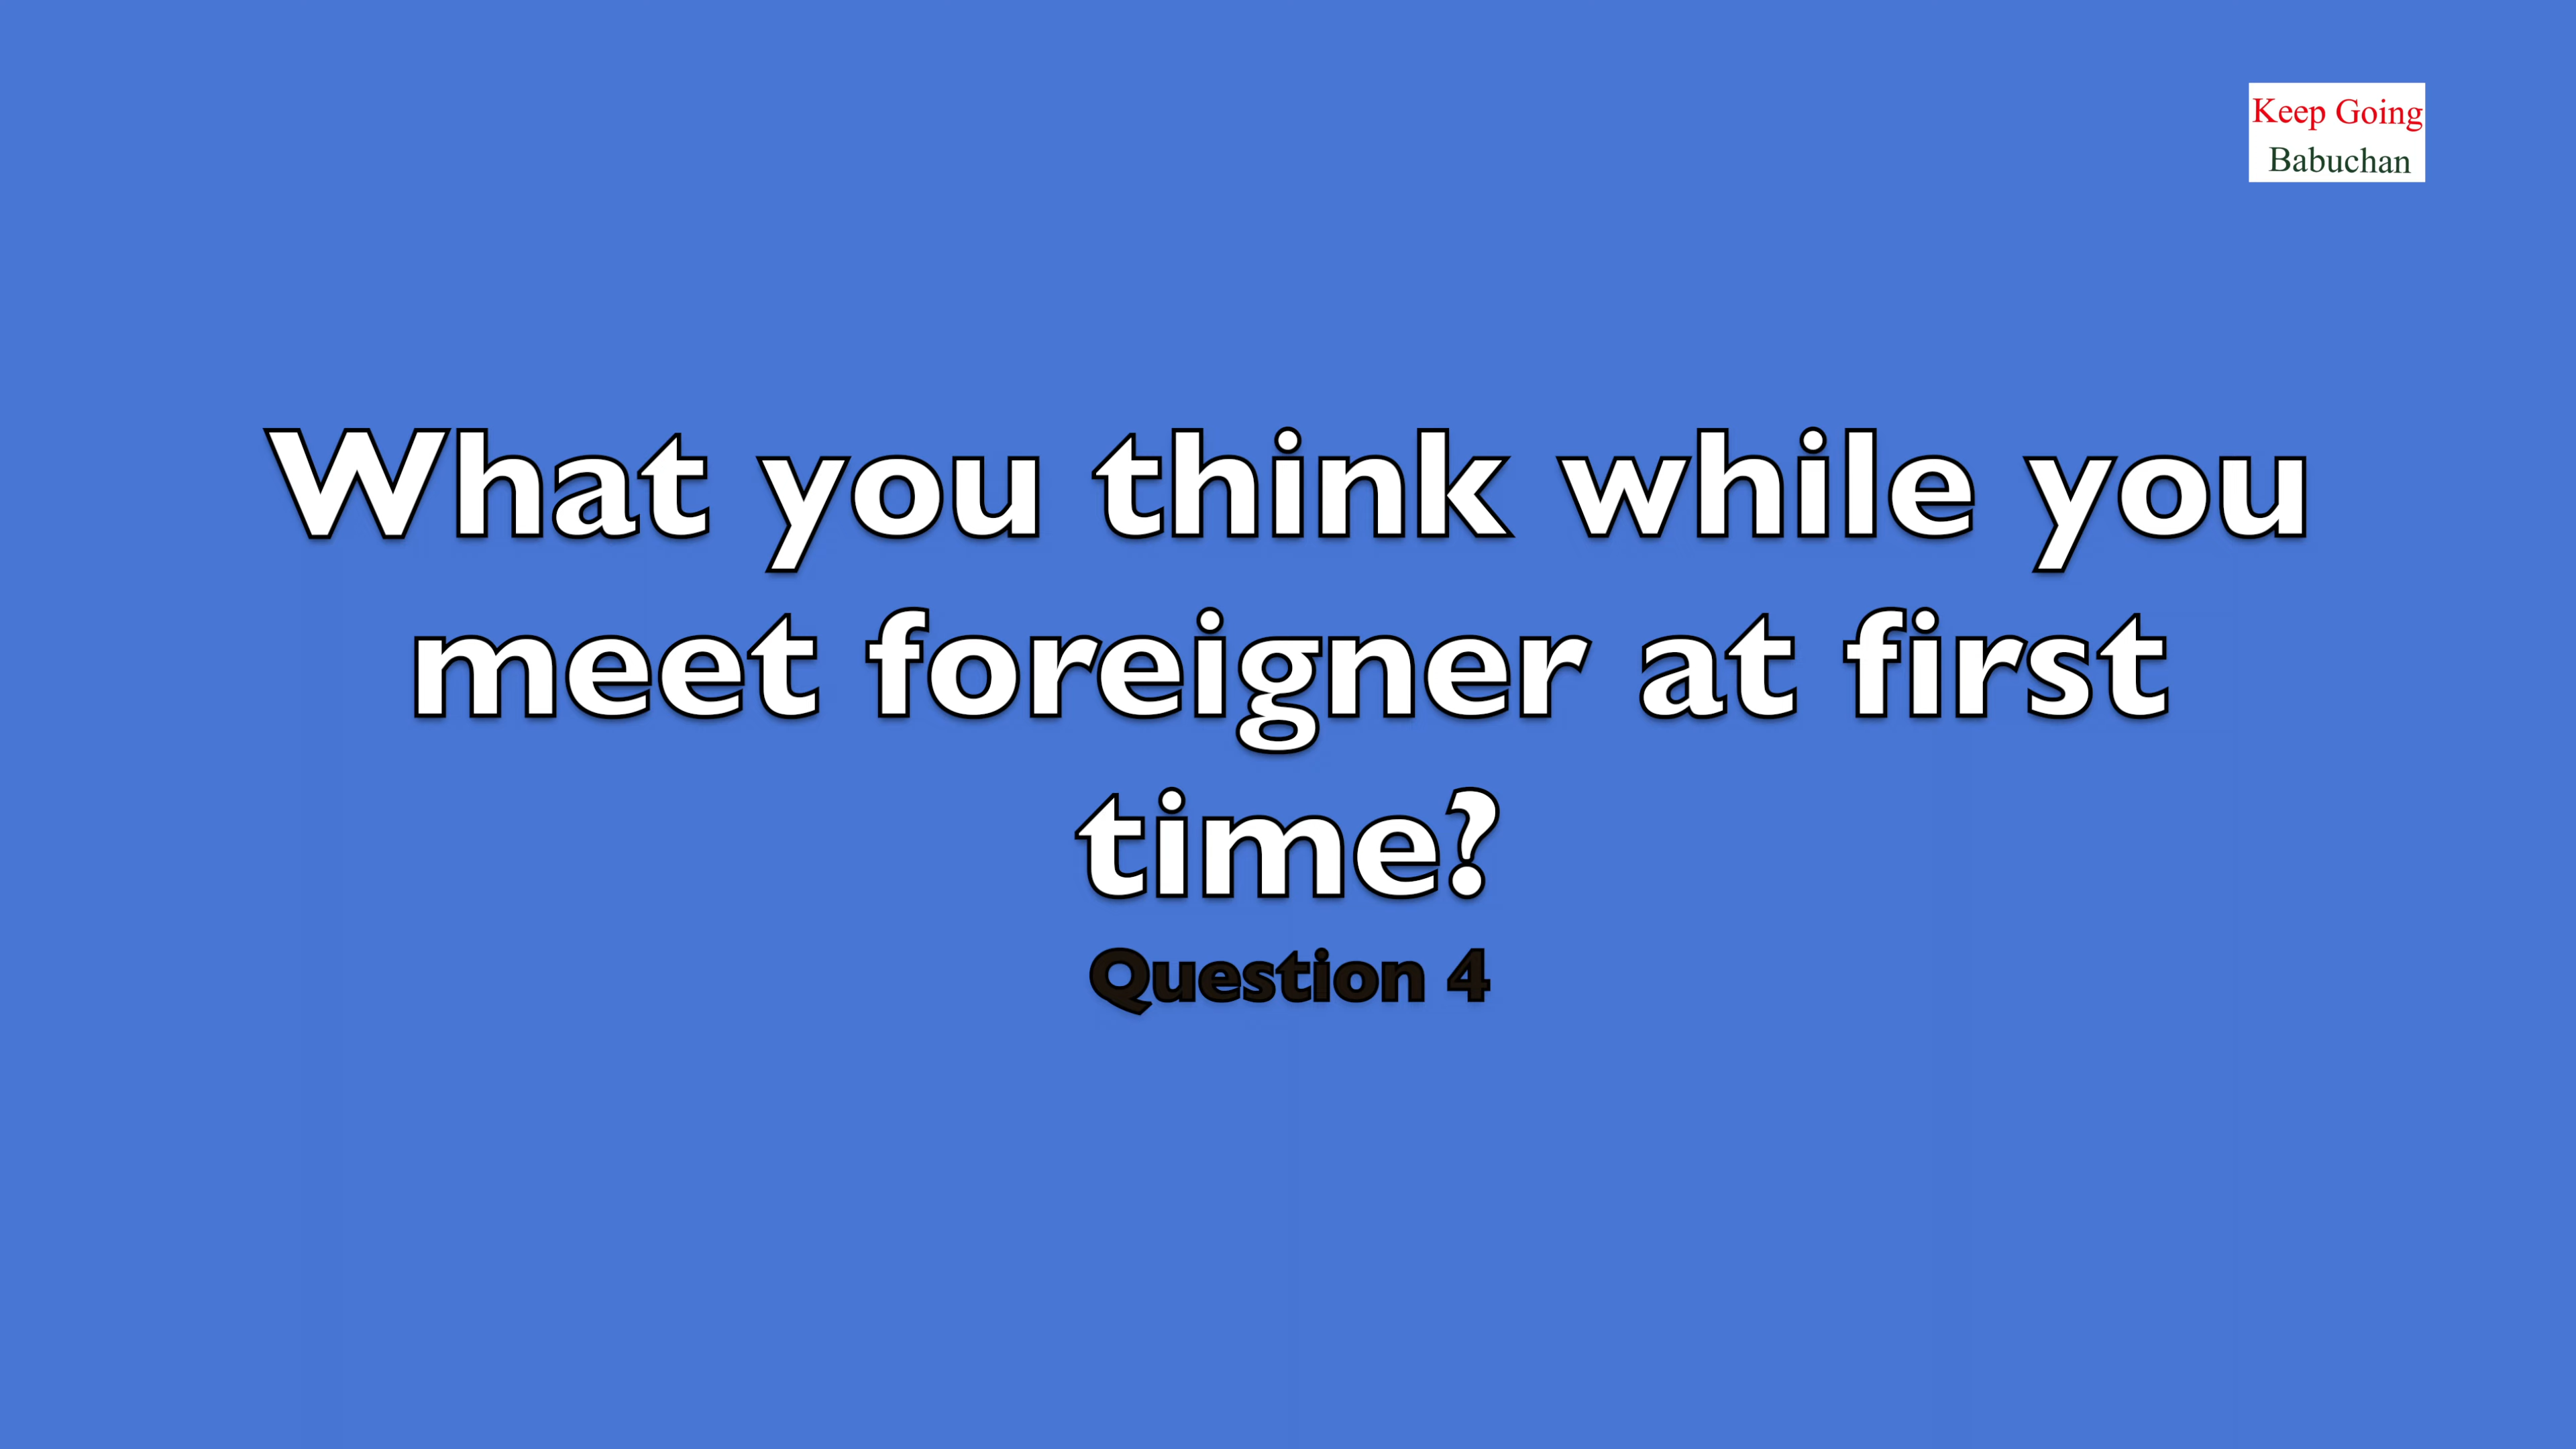 Keep Going
Babuchan
What you think while you
meet foreigner at first
time?
Question 4